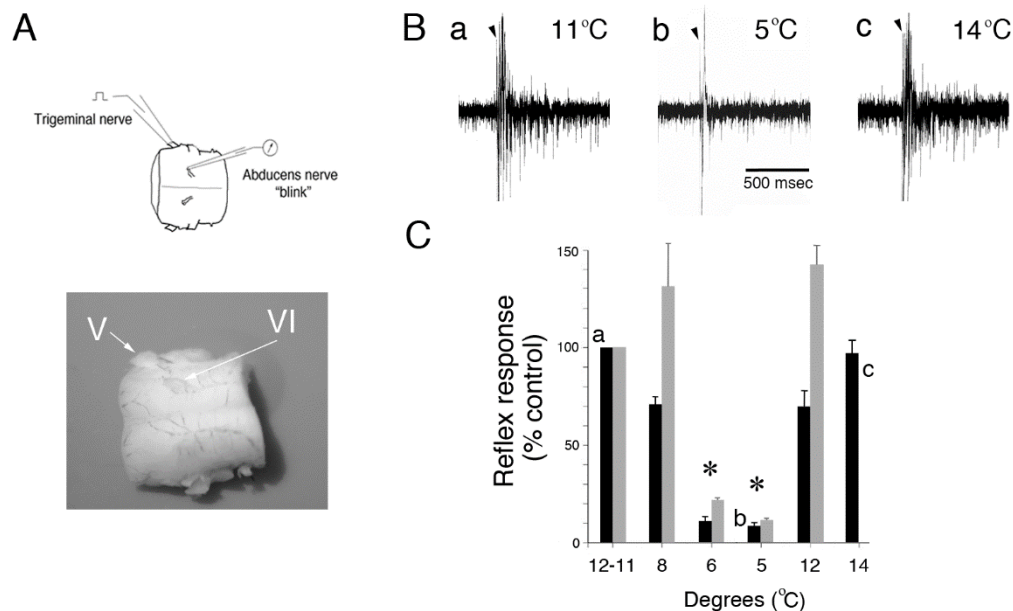 A
Trigeminal nerve
Abducens nerve
"blink"
V
VI
B
a
11°C
b
5°C
c
14°C
500 msec
C
Reflex response
(% control)
150
100
50
0
a
*
b
*
c
12-11
8
6
5
12
14
Degrees (°C)